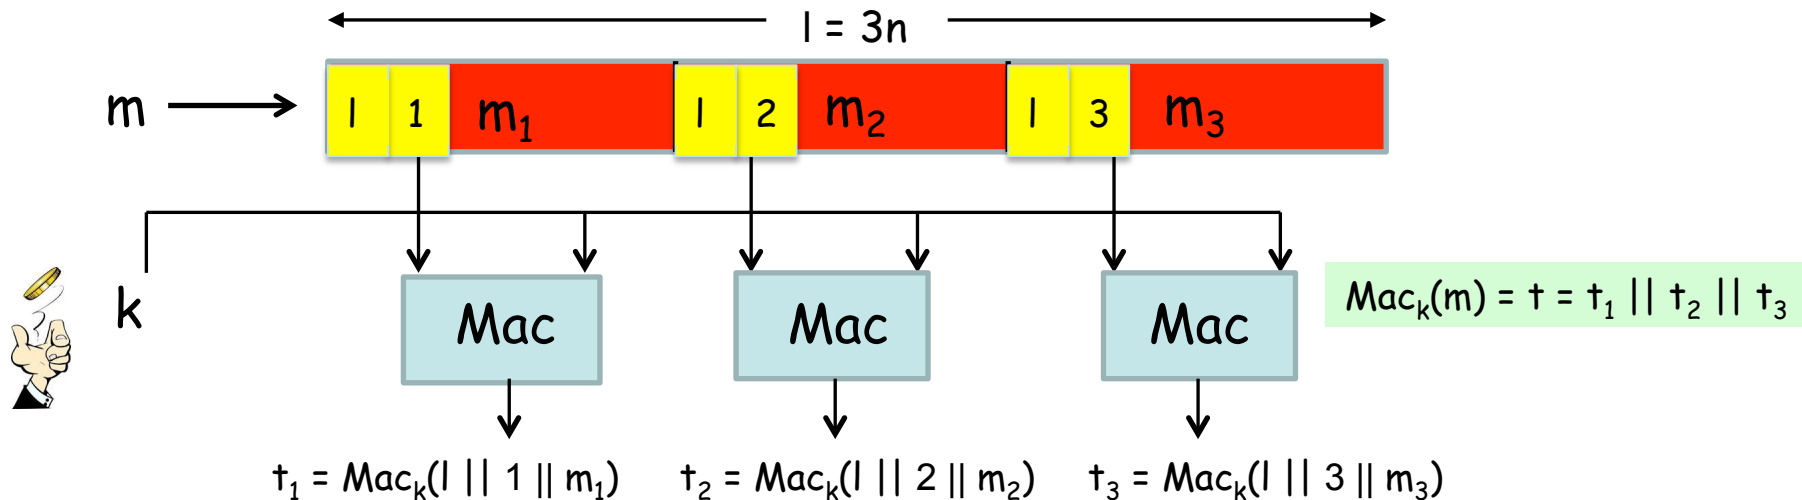 l = 3n
m l 1 m₁ l 2 m₂ l 3 m₃
k Mac Mac Mac Macₖ(m) = t = t₁ || t₂ || t₃
t₁ = Macₖ(l || 1 || m₁) t₂ = Macₖ(l || 2 || m₂) t₃ = Macₖ(l || 3 || m₃)